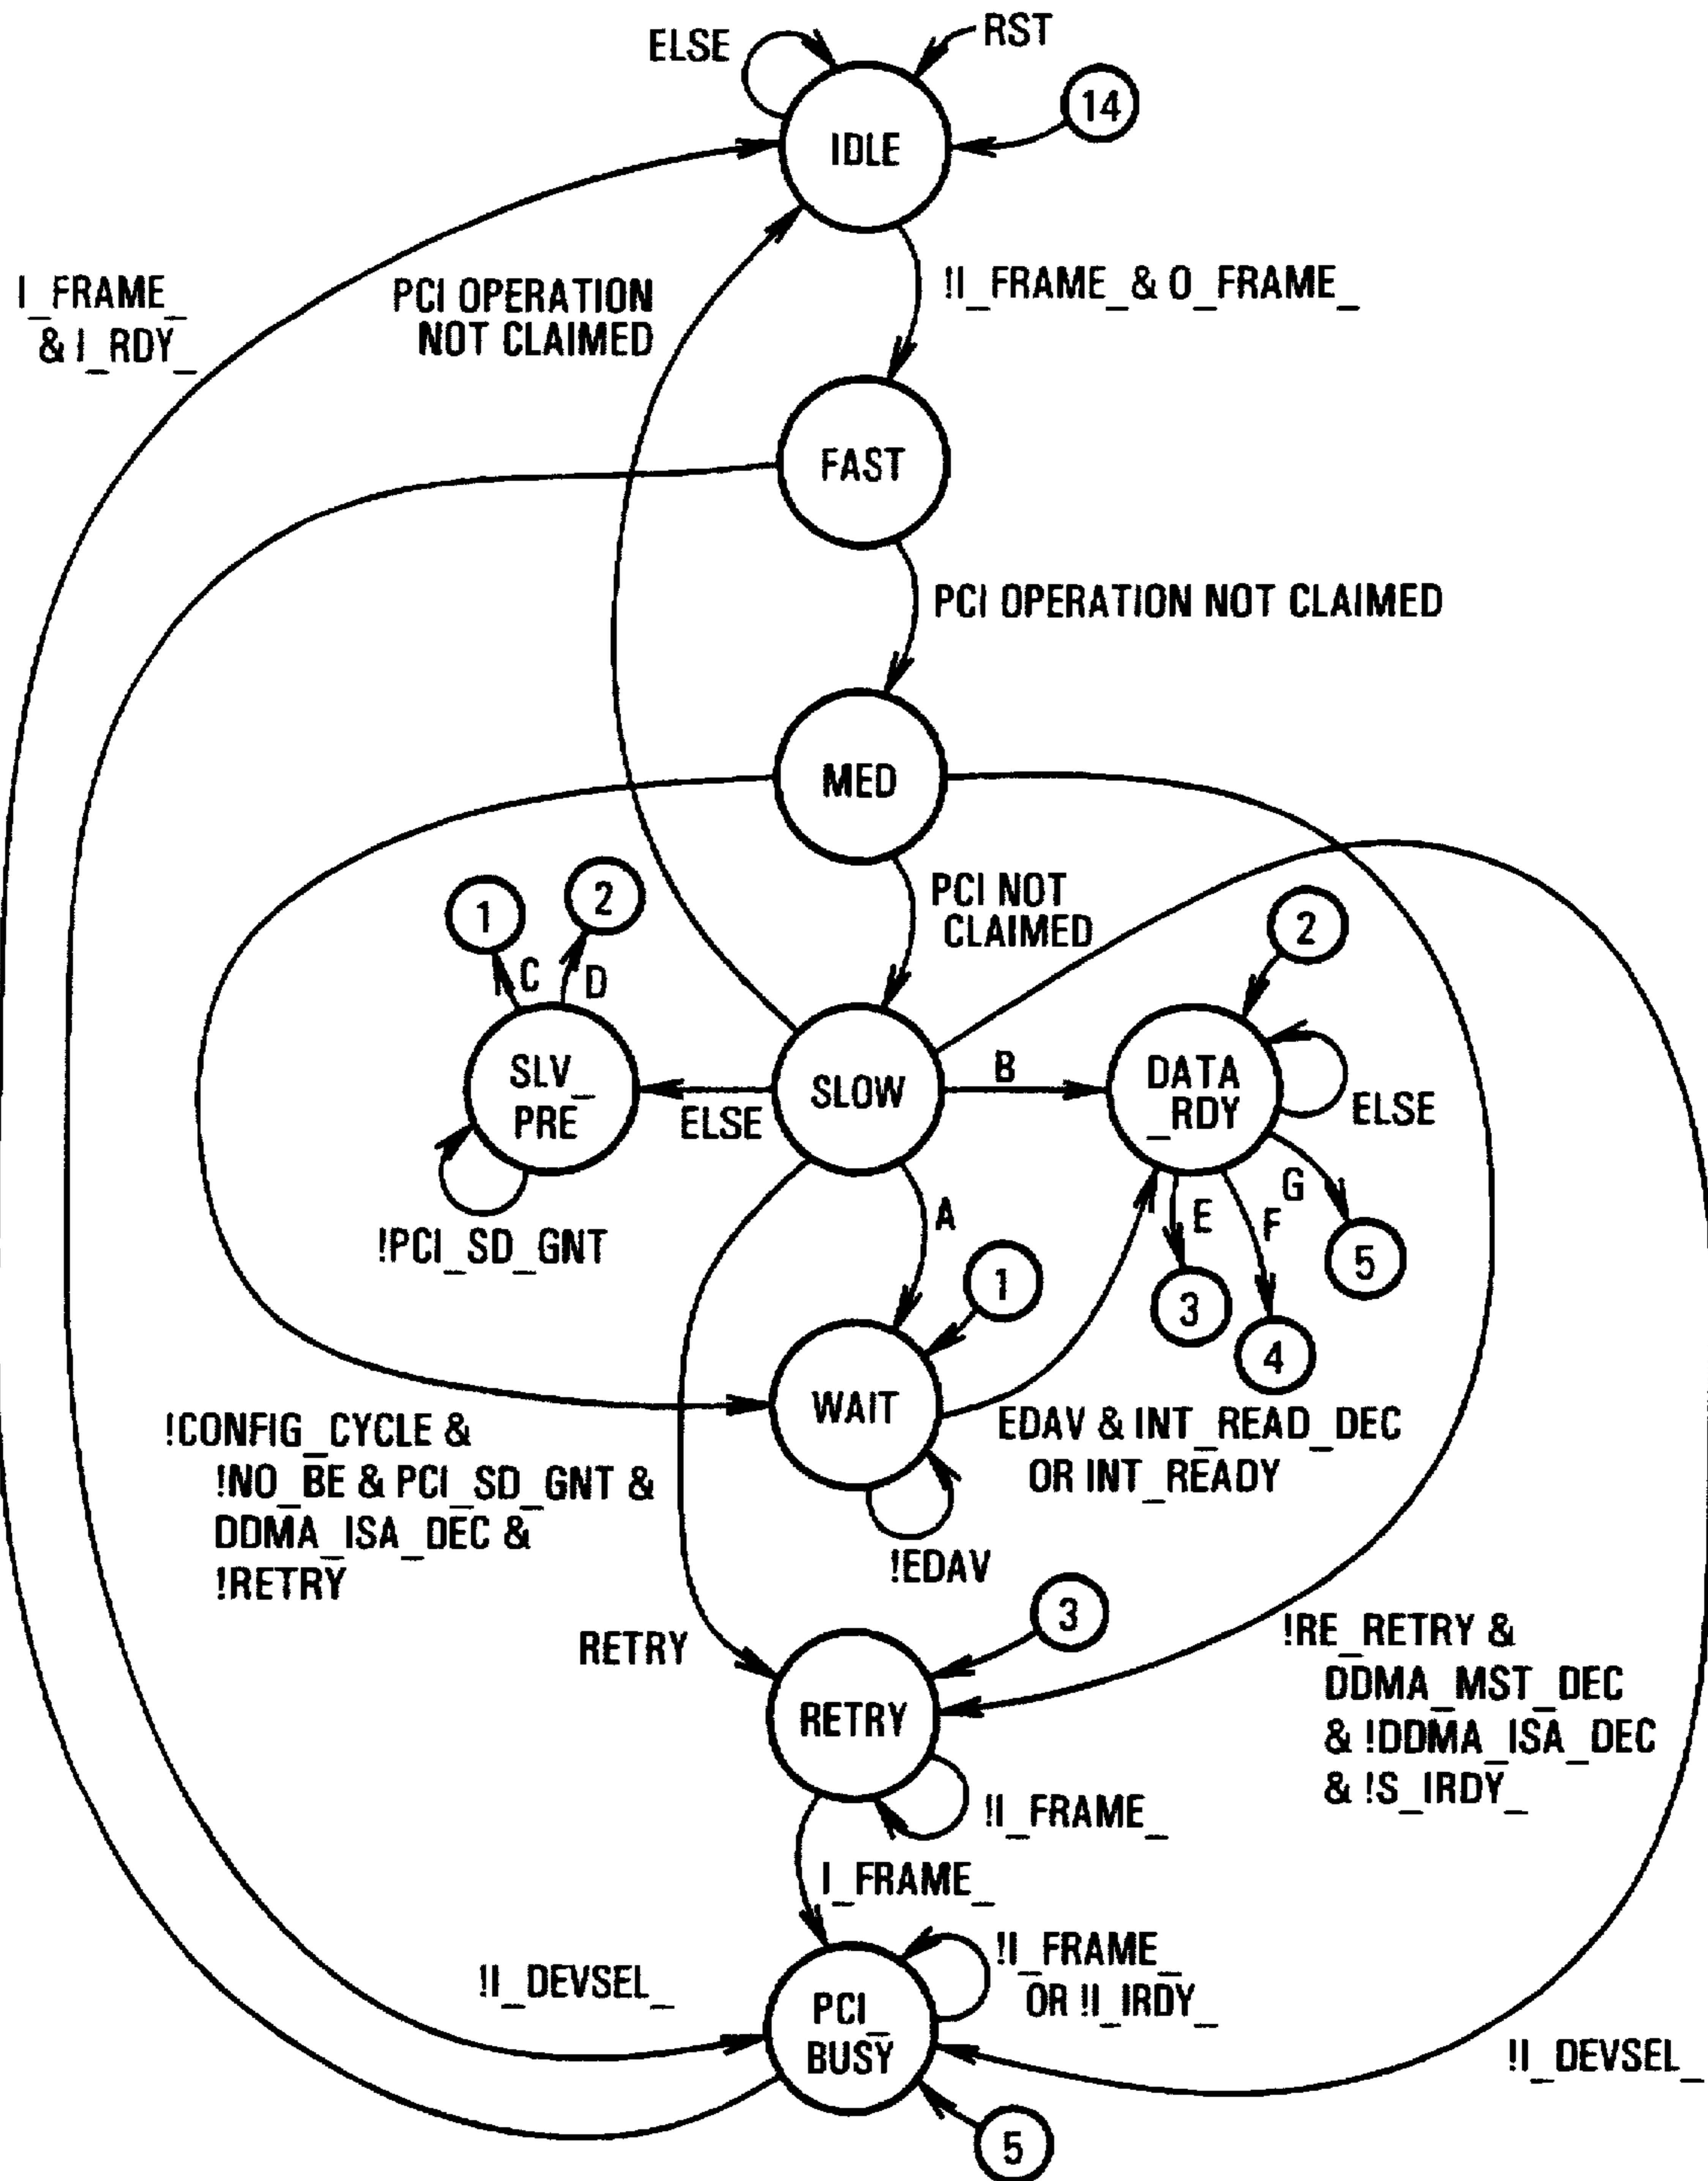 ELSE
RST
14
IDLE
I_FRAME_
& I_RDY_
PCI OPERATION
NOT CLAIMED
!I_FRAME_& O_FRAME_
FAST
PCI OPERATION NOT CLAIMED
MED
PCI NOT
CLAIMED
1
2
C
D
2
SLV_
PRE
ELSE
SLOW
B
DATA
_RDY
ELSE
!PCI_SD_GNT
A
E
F
G
1
3
4
5
WAIT
!CONFIG_CYCLE &
!NO_BE & PCI_SD_GNT &
DDMA_ISA_DEC &
!RETRY
EDAV & INT_READ_DEC
OR INT_READY
!EDAV
RETRY
3
RETRY
!RE_RETRY &
DDMA_MST_DEC
& !DDMA_ISA_DEC
& !S_IRDY_
!I_FRAME_
I_FRAME_
!I_DEVSEL_
PCI_
BUSY
!I_FRAME_
OR !I_IRDY_
!I_DEVSEL_
5